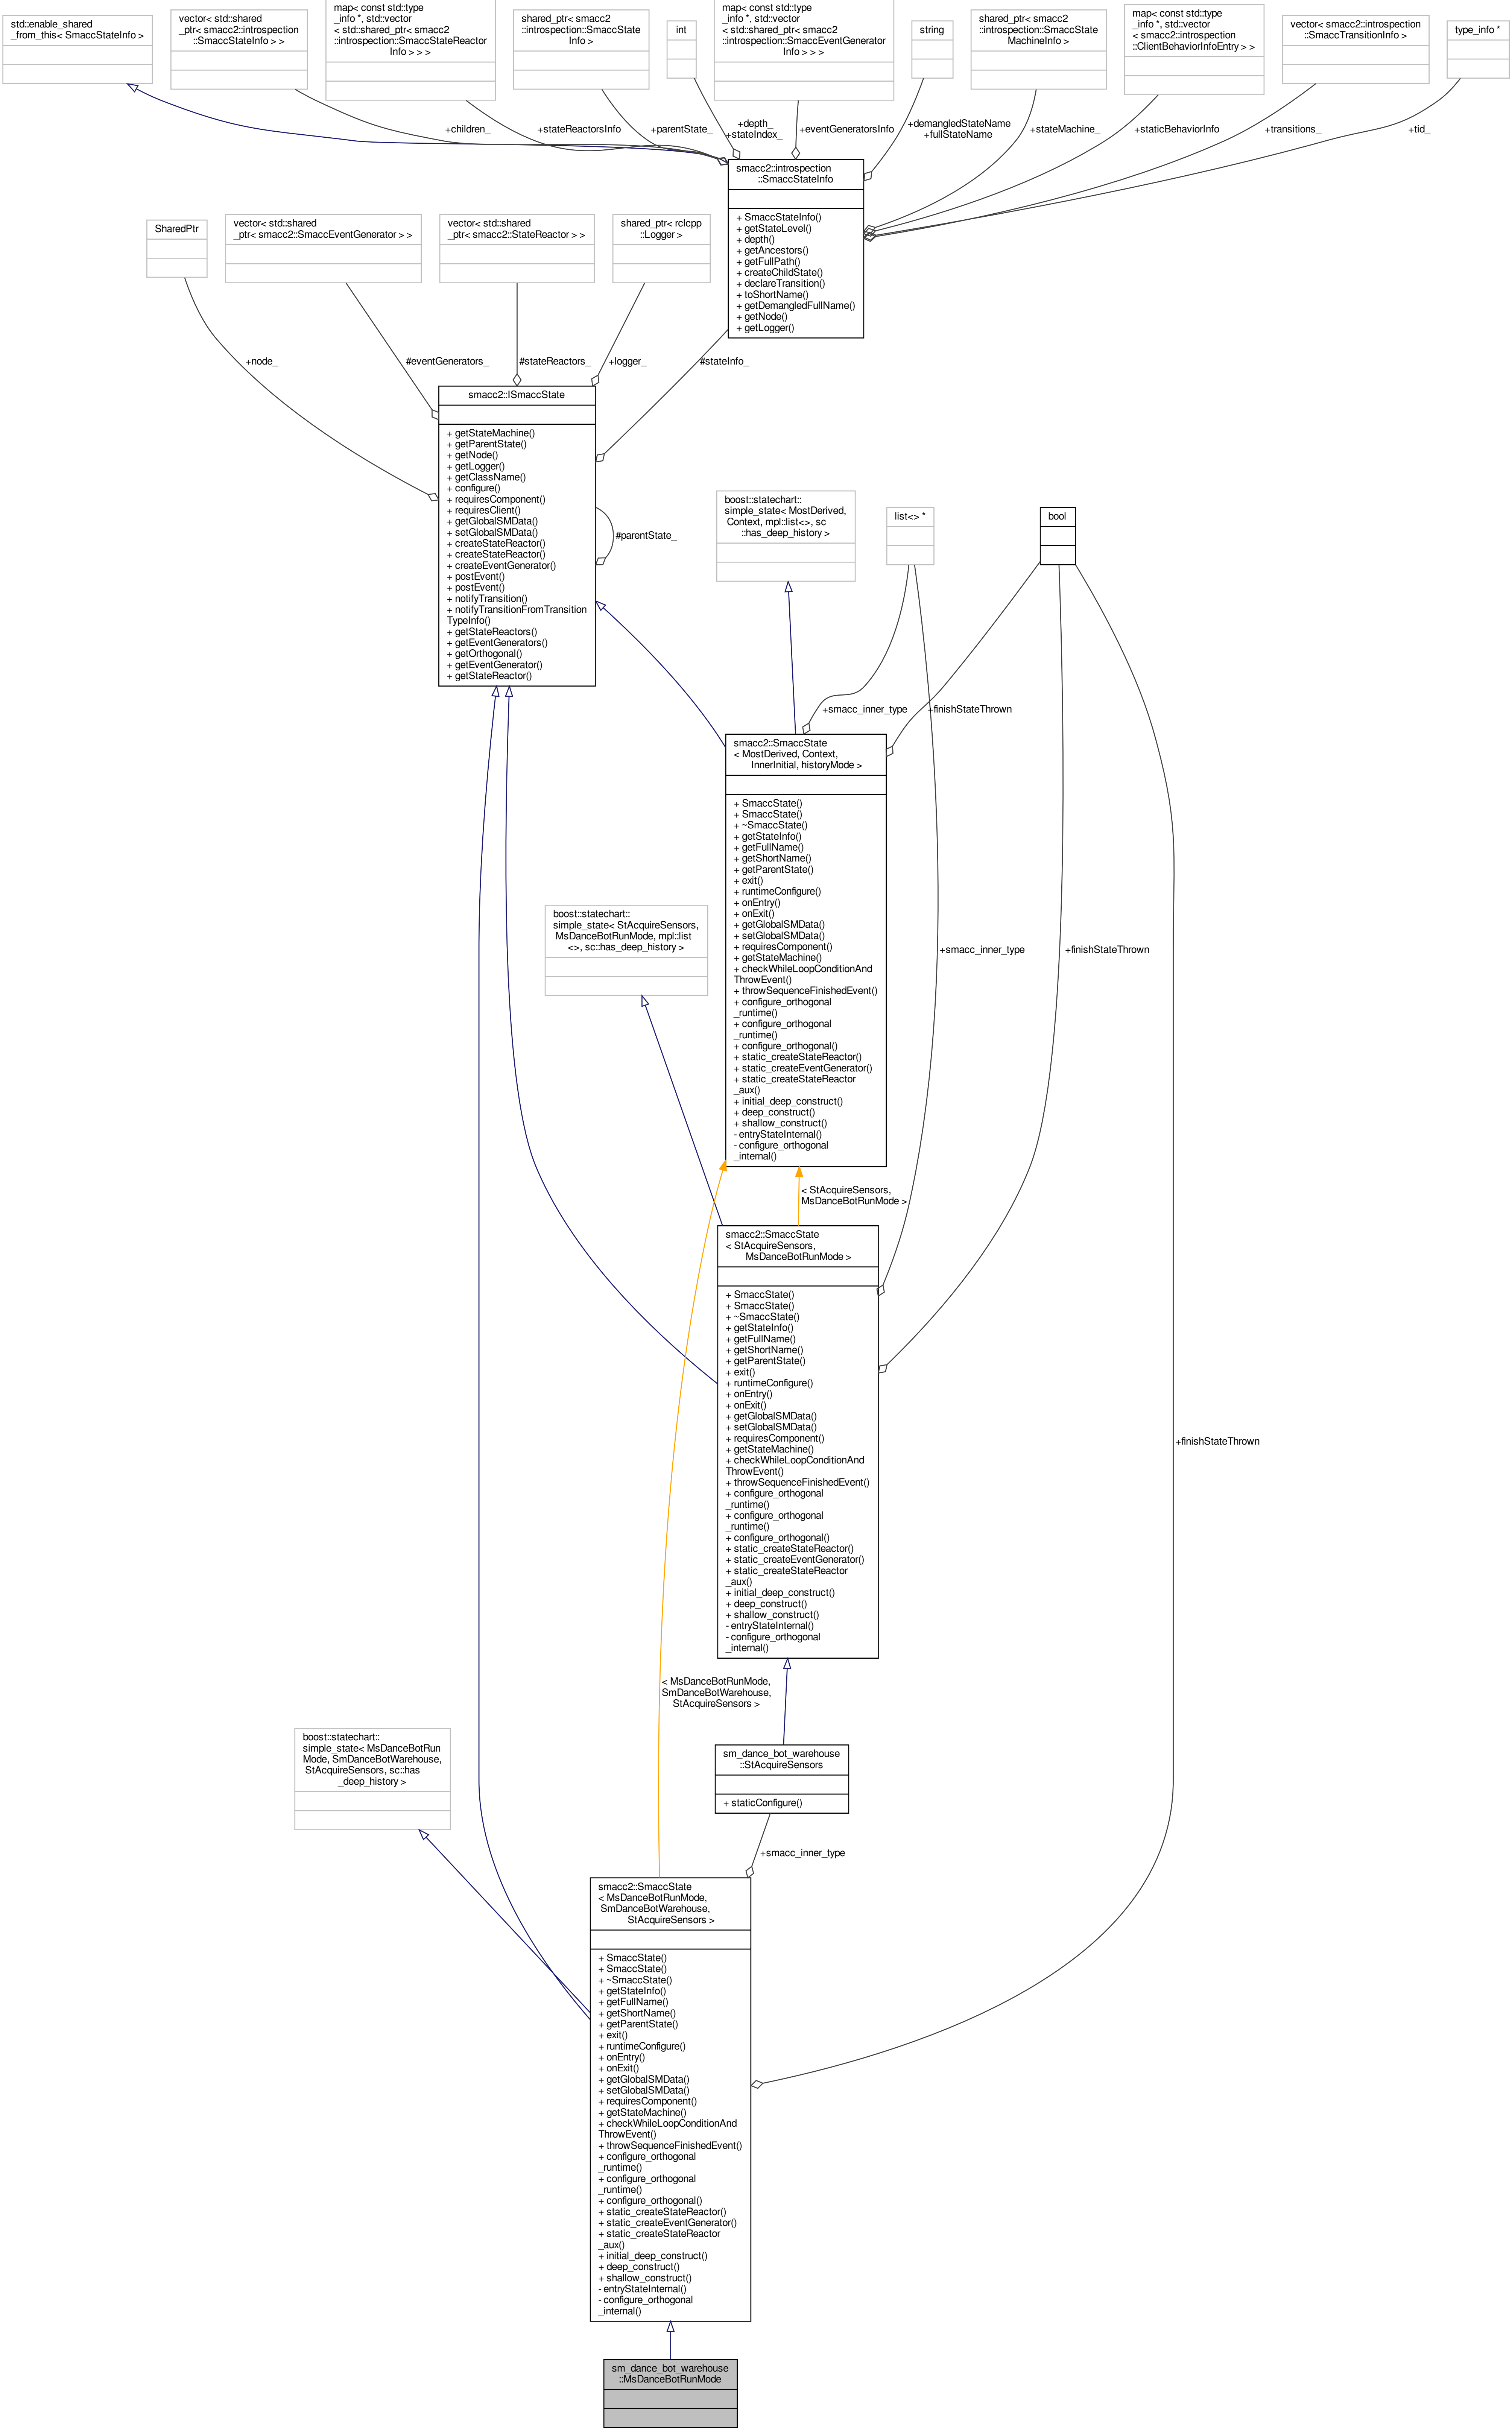 std::enable_shared
_from_this< SmaccStateInfo >
vector< std::shared
_ptr< smacc2::introspection
::SmaccStateInfo > >
map< const std::type
_info *, std::vector
< std::shared_ptr< smacc2
::introspection::SmaccStateReactor
Info > > >
shared_ptr< smacc2
::introspection::SmaccState
Info >
int
map< const std::type
_info *, std::vector
< std::shared_ptr< smacc2
::introspection::SmaccEventGenerator
Info > > >
string
shared_ptr< smacc2
::introspection::SmaccState
MachineInfo >
map< const std::type
_info *, std::vector
< smacc2::introspection
::ClientBehaviorInfoEntry > >
vector< smacc2::introspection
::SmaccTransitionInfo >
type_info *
+children_
+stateReactorsInfo
+parentState_
+depth_
+stateIndex_
+eventGeneratorsInfo
+demangledStateName
+fullStateName
+stateMachine_
+staticBehaviorInfo
+transitions_
+tid_
smacc2::introspection
::SmaccStateInfo
+ SmaccStateInfo()
+ getStateLevel()
+ depth()
+ getAncestors()
+ getFullPath()
+ createChildState()
+ declareTransition()
+ toShortName()
+ getDemangledFullName()
+ getNode()
+ getLogger()
SharedPtr
vector< std::shared
_ptr< smacc2::SmaccEventGenerator > >
vector< std::shared
_ptr< smacc2::StateReactor > >
shared_ptr< rclcpp
::Logger >
+node_
#eventGenerators_
#stateReactors_
+logger_
#stateInfo_
smacc2::ISmaccState
+ getStateMachine()
+ getParentState()
+ getNode()
+ getLogger()
+ getClassName()
+ configure()
+ requiresComponent()
+ requiresClient()
+ getGlobalSMData()
+ setGlobalSMData()
+ createStateReactor()
+ createStateReactor()
+ createEventGenerator()
+ postEvent()
+ postEvent()
+ notifyTransition()
+ notifyTransitionFromTransition
TypeInfo()
+ getStateReactors()
+ getEventGenerators()
+ getOrthogonal()
+ getEventGenerator()
+ getStateReactor()
#parentState_
boost::statechart::
simple_state< MostDerived,
Context, mpl::list<>, sc
::has_deep_history >
list<> *
bool
+smacc_inner_type
+finishStateThrown
smacc2::SmaccState
< MostDerived, Context,
InnerInitial, historyMode >
+ SmaccState()
+ SmaccState()
+ ~SmaccState()
+ getStateInfo()
+ getFullName()
+ getShortName()
+ getParentState()
+ exit()
+ runtimeConfigure()
+ onEntry()
+ onExit()
+ getGlobalSMData()
+ setGlobalSMData()
+ requiresComponent()
+ getStateMachine()
+ checkWhileLoopConditionAnd
ThrowEvent()
+ throwSequenceFinishedEvent()
+ configure_orthogonal
_runtime()
+ configure_orthogonal
_runtime()
+ configure_orthogonal()
+ static_createStateReactor()
+ static_createEventGenerator()
+ static_createStateReactor
_aux()
+ initial_deep_construct()
+ deep_construct()
+ shallow_construct()
- entryStateInternal()
- configure_orthogonal
_internal()
boost::statechart::
simple_state< StAcquireSensors,
MsDanceBotRunMode, mpl::list
<>, sc::has_deep_history >
+smacc_inner_type
+finishStateThrown
< StAcquireSensors,
MsDanceBotRunMode >
smacc2::SmaccState
< StAcquireSensors,
MsDanceBotRunMode >
+ SmaccState()
+ SmaccState()
+ ~SmaccState()
+ getStateInfo()
+ getFullName()
+ getShortName()
+ getParentState()
+ exit()
+ runtimeConfigure()
+ onEntry()
+ onExit()
+ getGlobalSMData()
+ setGlobalSMData()
+ requiresComponent()
+ getStateMachine()
+ checkWhileLoopConditionAnd
ThrowEvent()
+ throwSequenceFinishedEvent()
+ configure_orthogonal
_runtime()
+ configure_orthogonal
_runtime()
+ configure_orthogonal()
+ static_createStateReactor()
+ static_createEventGenerator()
+ static_createStateReactor
_aux()
+ initial_deep_construct()
+ deep_construct()
+ shallow_construct()
- entryStateInternal()
- configure_orthogonal
_internal()
+finishStateThrown
< MsDanceBotRunMode,
SmDanceBotWarehouse,
StAcquireSensors >
boost::statechart::
simple_state< MsDanceBotRun
Mode, SmDanceBotWarehouse,
StAcquireSensors, sc::has
_deep_history >
sm_dance_bot_warehouse
::StAcquireSensors
+ staticConfigure()
+smacc_inner_type
smacc2::SmaccState
< MsDanceBotRunMode,
SmDanceBotWarehouse,
StAcquireSensors >
+ SmaccState()
+ SmaccState()
+ ~SmaccState()
+ getStateInfo()
+ getFullName()
+ getShortName()
+ getParentState()
+ exit()
+ runtimeConfigure()
+ onEntry()
+ onExit()
+ getGlobalSMData()
+ setGlobalSMData()
+ requiresComponent()
+ getStateMachine()
+ checkWhileLoopConditionAnd
ThrowEvent()
+ throwSequenceFinishedEvent()
+ configure_orthogonal
_runtime()
+ configure_orthogonal
_runtime()
+ configure_orthogonal()
+ static_createStateReactor()
+ static_createEventGenerator()
+ static_createStateReactor
_aux()
+ initial_deep_construct()
+ deep_construct()
+ shallow_construct()
- entryStateInternal()
- configure_orthogonal
_internal()
sm_dance_bot_warehouse
::MsDanceBotRunMode